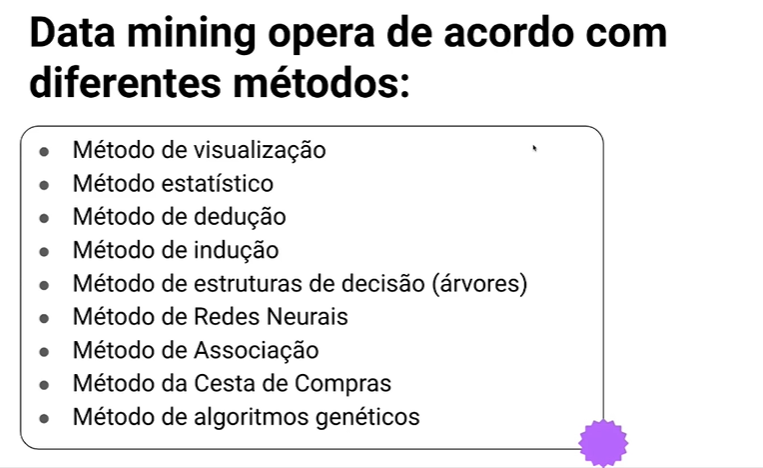 Data mining opera de acordo com
diferentes métodos:
● Método de visualização
● Método estatístico
● Método de dedução
● Método de indução
● Método de estruturas de decisão (árvores)
● Método de Redes Neurais
● Método de Associação
● Método da Cesta de Compras
● Método de algoritmos genéticos